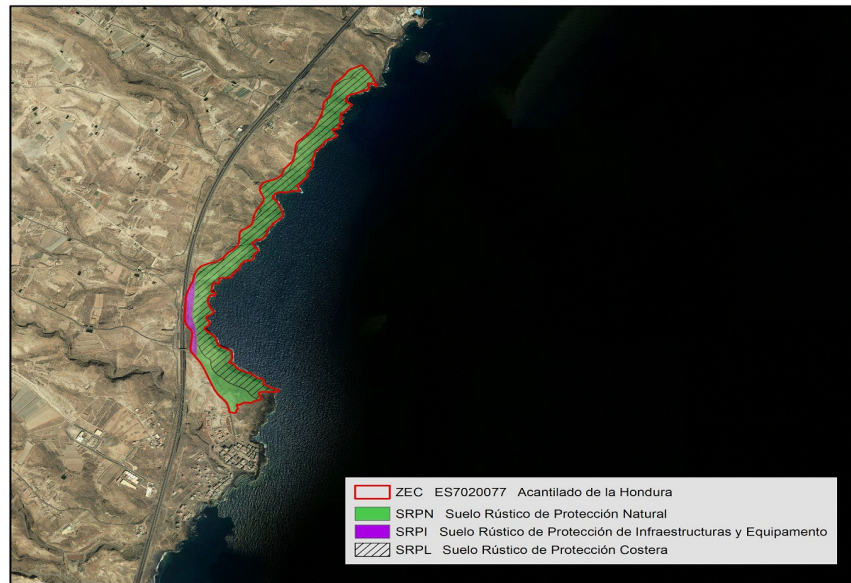 ZEC ES7020077 Acantilado de la Hondura
SRPN Suelo Rústico de Protección Natural
SRPI Suelo Rústico de Protección de Infraestructuras y Equipamento
SRPL Suelo Rústico de Protección Costera